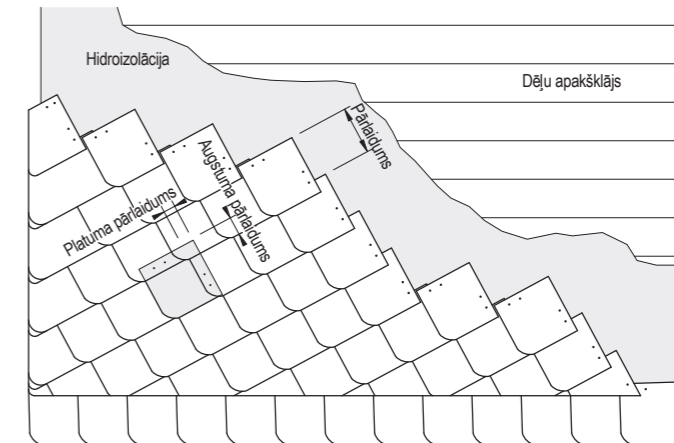 Hidroizolācija
Dēļu apakšklājs
Pārlaidums
Augstuma pārlaidums
Platuma pārlaidums